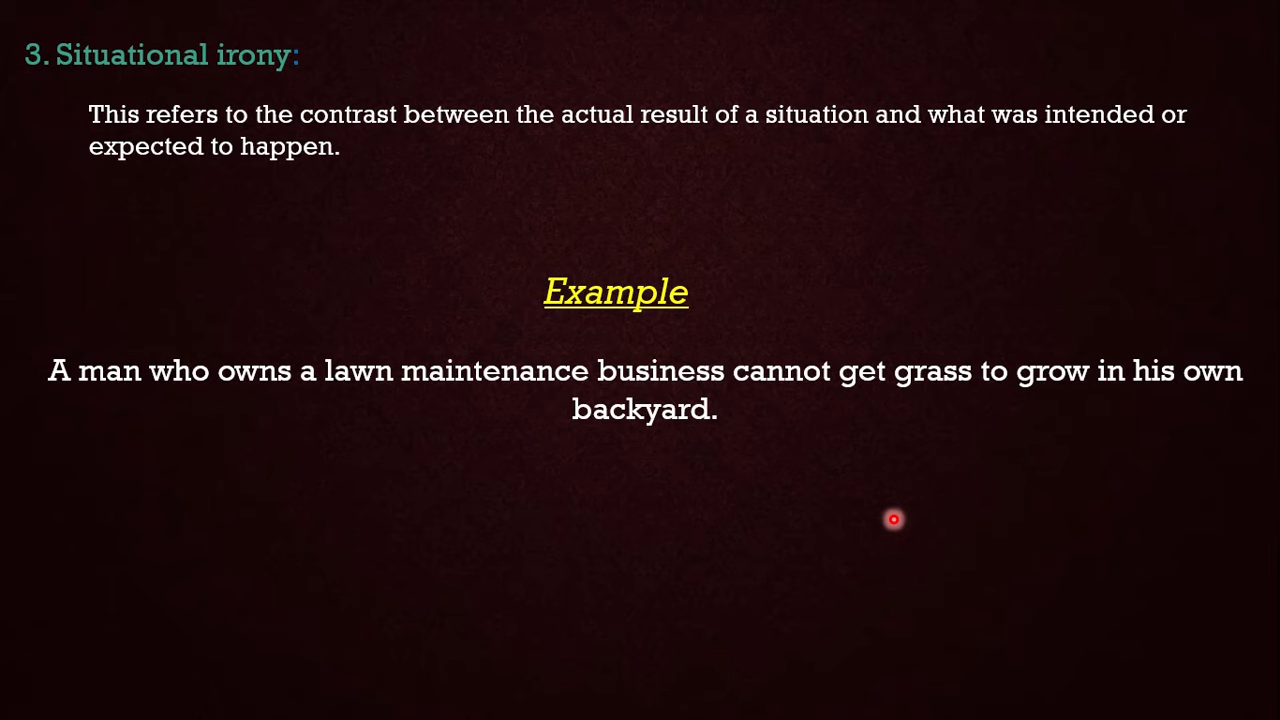 3. Situational irony:
This refers to the contrast between the actual result of a situation and what was intended or
expected to happen.
Example
A man who owns a lawn maintenance business cannot get grass to grow in his own
backyard.